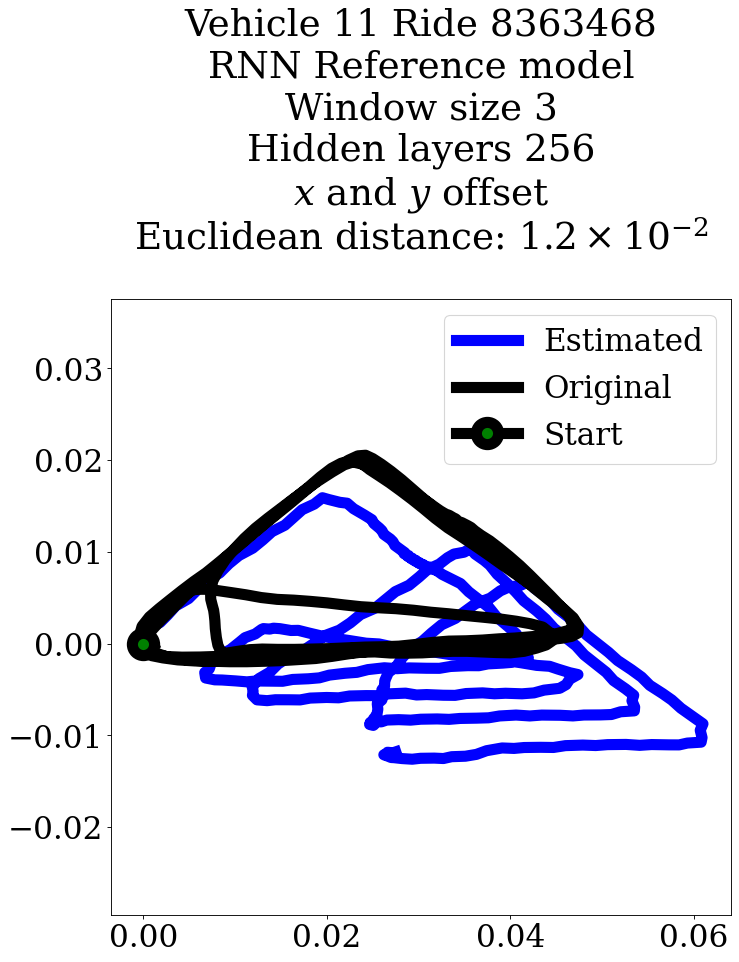 Vehicle 11 Ride 8363468
RNN Reference model
Window size 3
Hidden layers 256
x and y offset
Euclidean distance: 1.2 × 10⁻²
Estimated
Original
Start
0.03
0.02
0.01
0.00
−0.01
−0.02
0.00 0.02 0.04 0.06